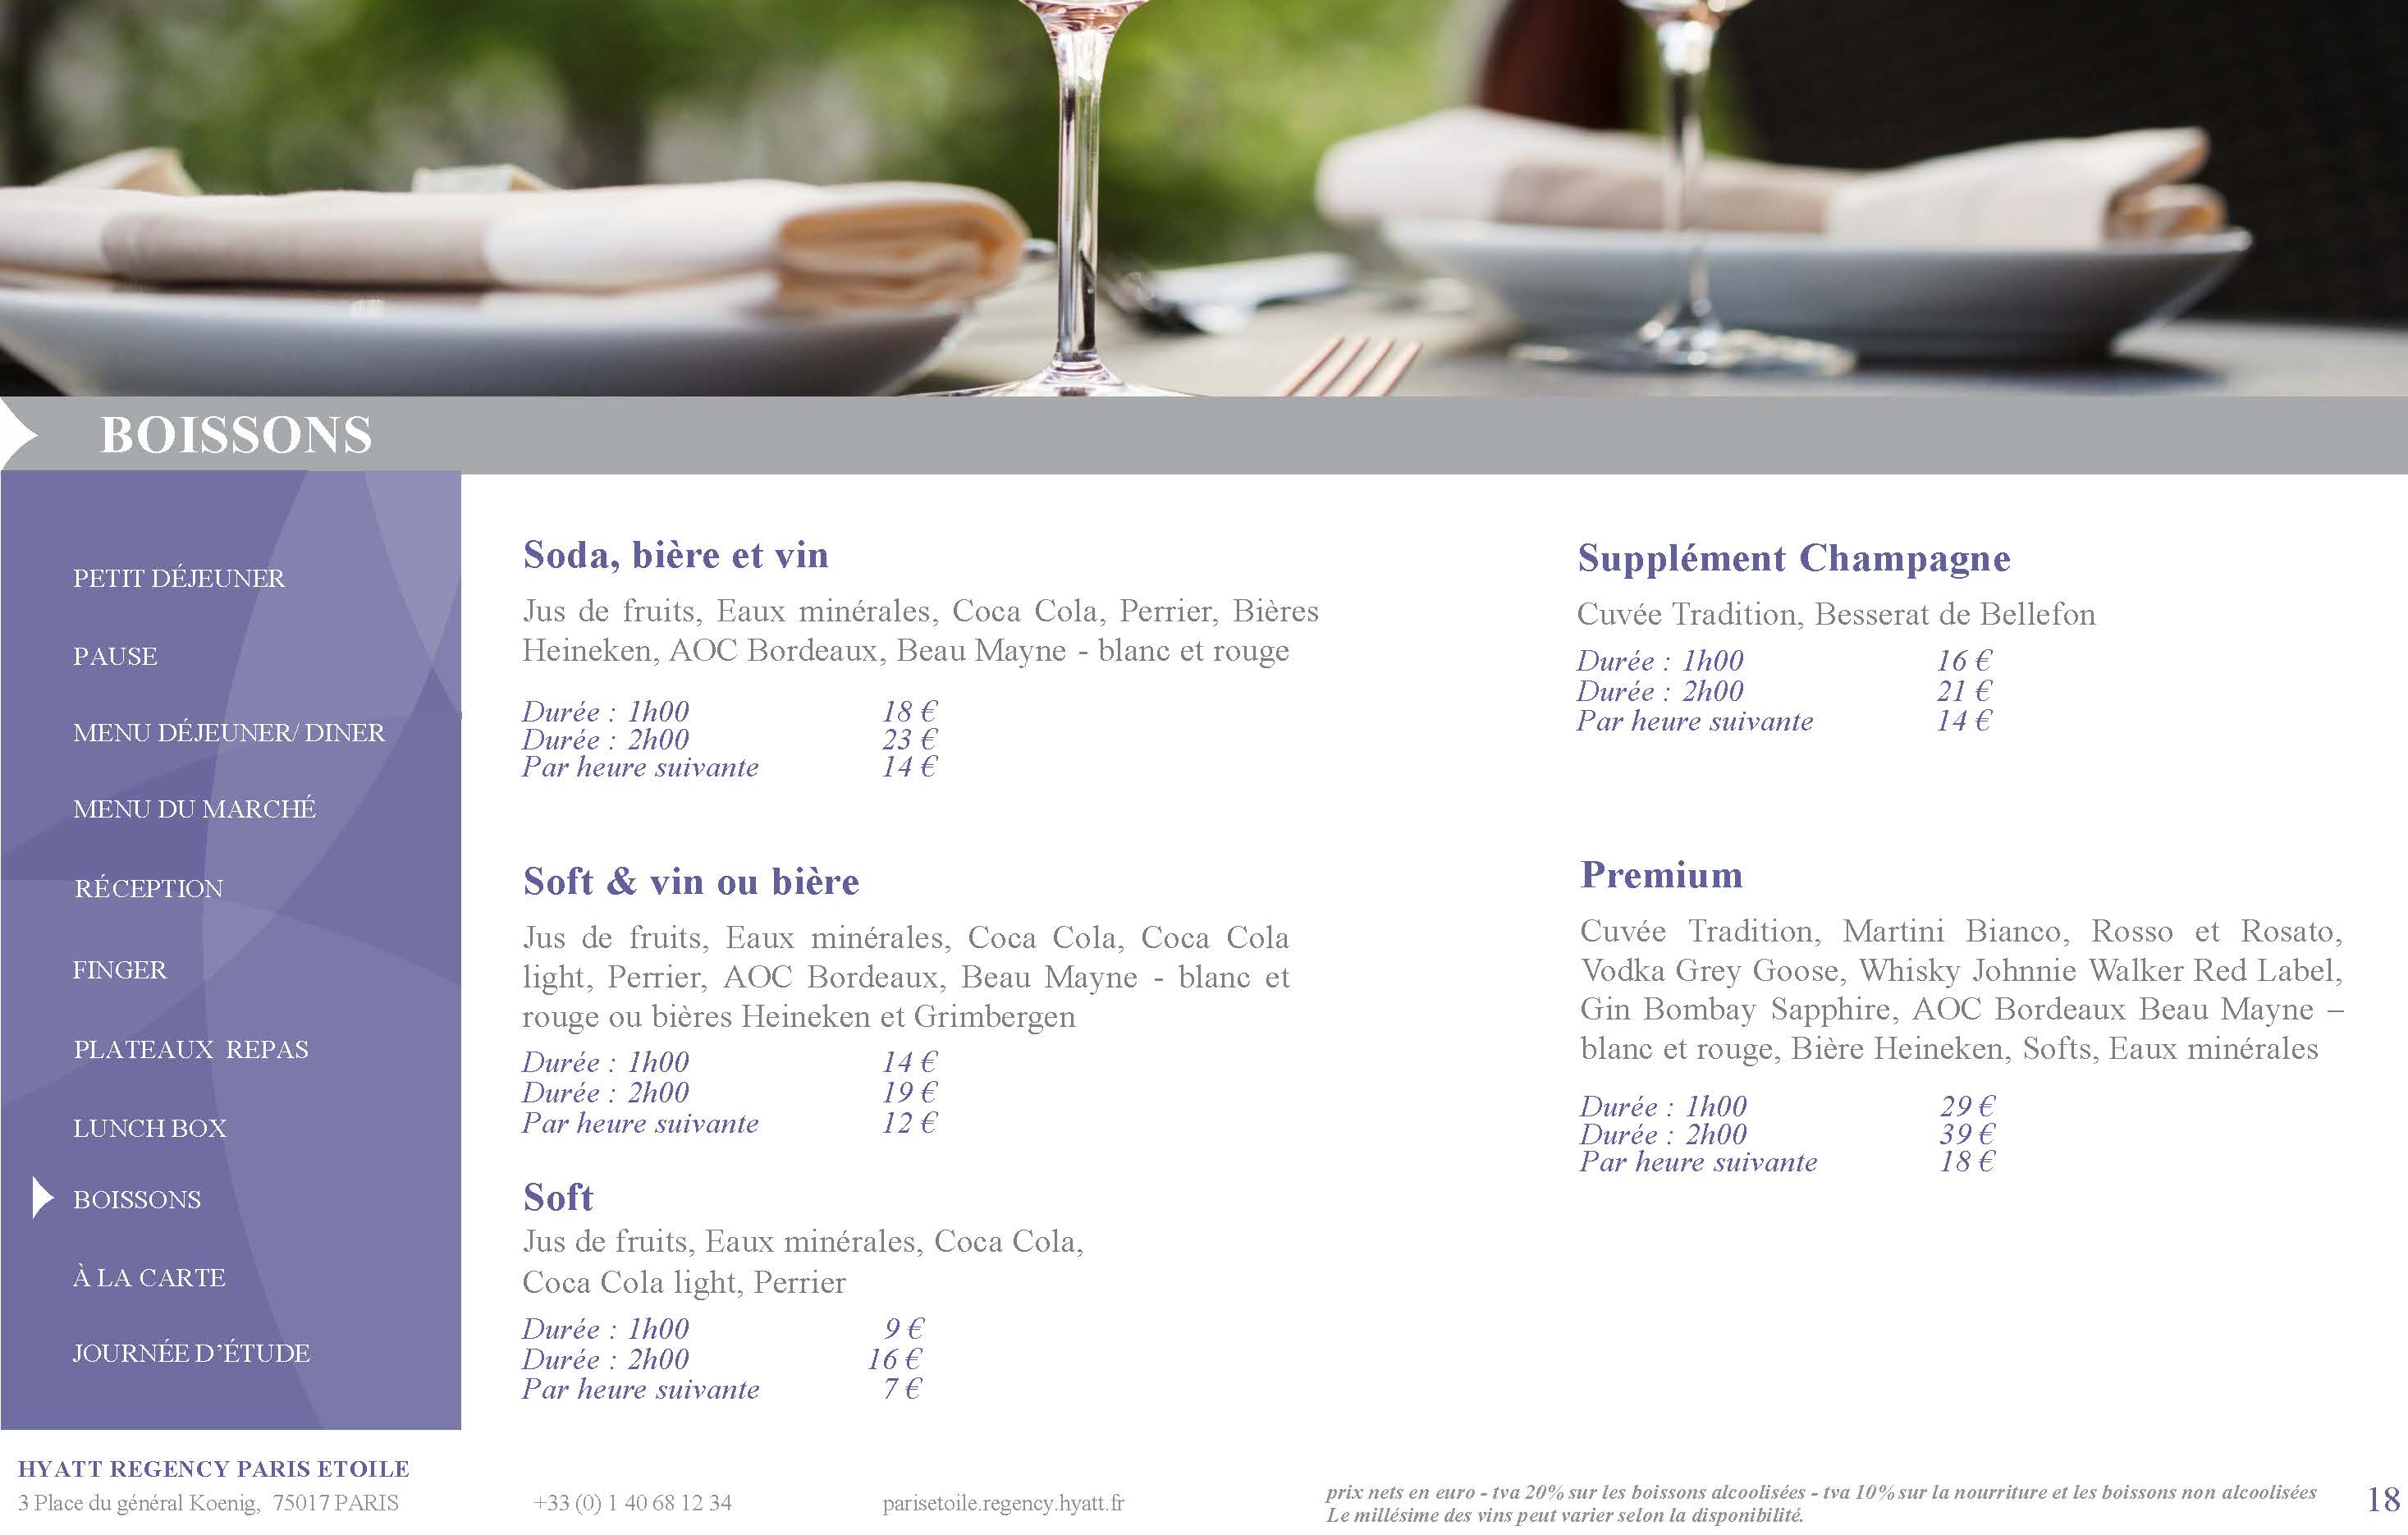 BOISSONS
PETIT DÉJEUNER
PAUSE
MENU DÉJEUNER/ DINER
MENU DU MARCHÉ
RÉCEPTION
FINGER
PLATEAUX REPAS
LUNCH BOX
BOISSONS
À LA CARTE
JOURNÉE D’ÉTUDE
Soda, bière et vin
Jus de fruits, Eaux minérales, Coca Cola, Perrier, Bières
Heineken, AOC Bordeaux, Beau Mayne - blanc et rouge
Durée : 1h00 18 €
Durée : 2h00 23 €
Par heure suivante 14 €
Soft & vin ou bière
Jus de fruits, Eaux minérales, Coca Cola, Coca Cola
light, Perrier, AOC Bordeaux, Beau Mayne - blanc et
rouge ou bières Heineken et Grimbergen
Durée : 1h00 14 €
Durée : 2h00 19 €
Par heure suivante 12 €
Soft
Jus de fruits, Eaux minérales, Coca Cola,
Coca Cola light, Perrier
Durée : 1h00 9 €
Durée : 2h00 16 €
Par heure suivante 7 €
Supplément Champagne
Cuvée Tradition, Besserat de Bellefon
Durée : 1h00 16 €
Durée : 2h00 21 €
Par heure suivante 14 €
Premium
Cuvée Tradition, Martini Bianco, Rosso et Rosato,
Vodka Grey Goose, Whisky Johnnie Walker Red Label,
Gin Bombay Sapphire, AOC Bordeaux Beau Mayne –
blanc et rouge, Bière Heineken, Softs, Eaux minérales
Durée : 1h00 29 €
Durée : 2h00 39 €
Par heure suivante 18 €
HYATT REGENCY PARIS ETOILE
3 Place du général Koenig, 75017 PARIS
+33 (0) 1 40 68 12 34
parisetoile.regency.hyatt.fr
prix nets en euro - tva 20% sur les boissons alcoolisées - tva 10% sur la nourriture et les boissons non alcoolisées
Le millésime des vins peut varier selon la disponibilité.
18